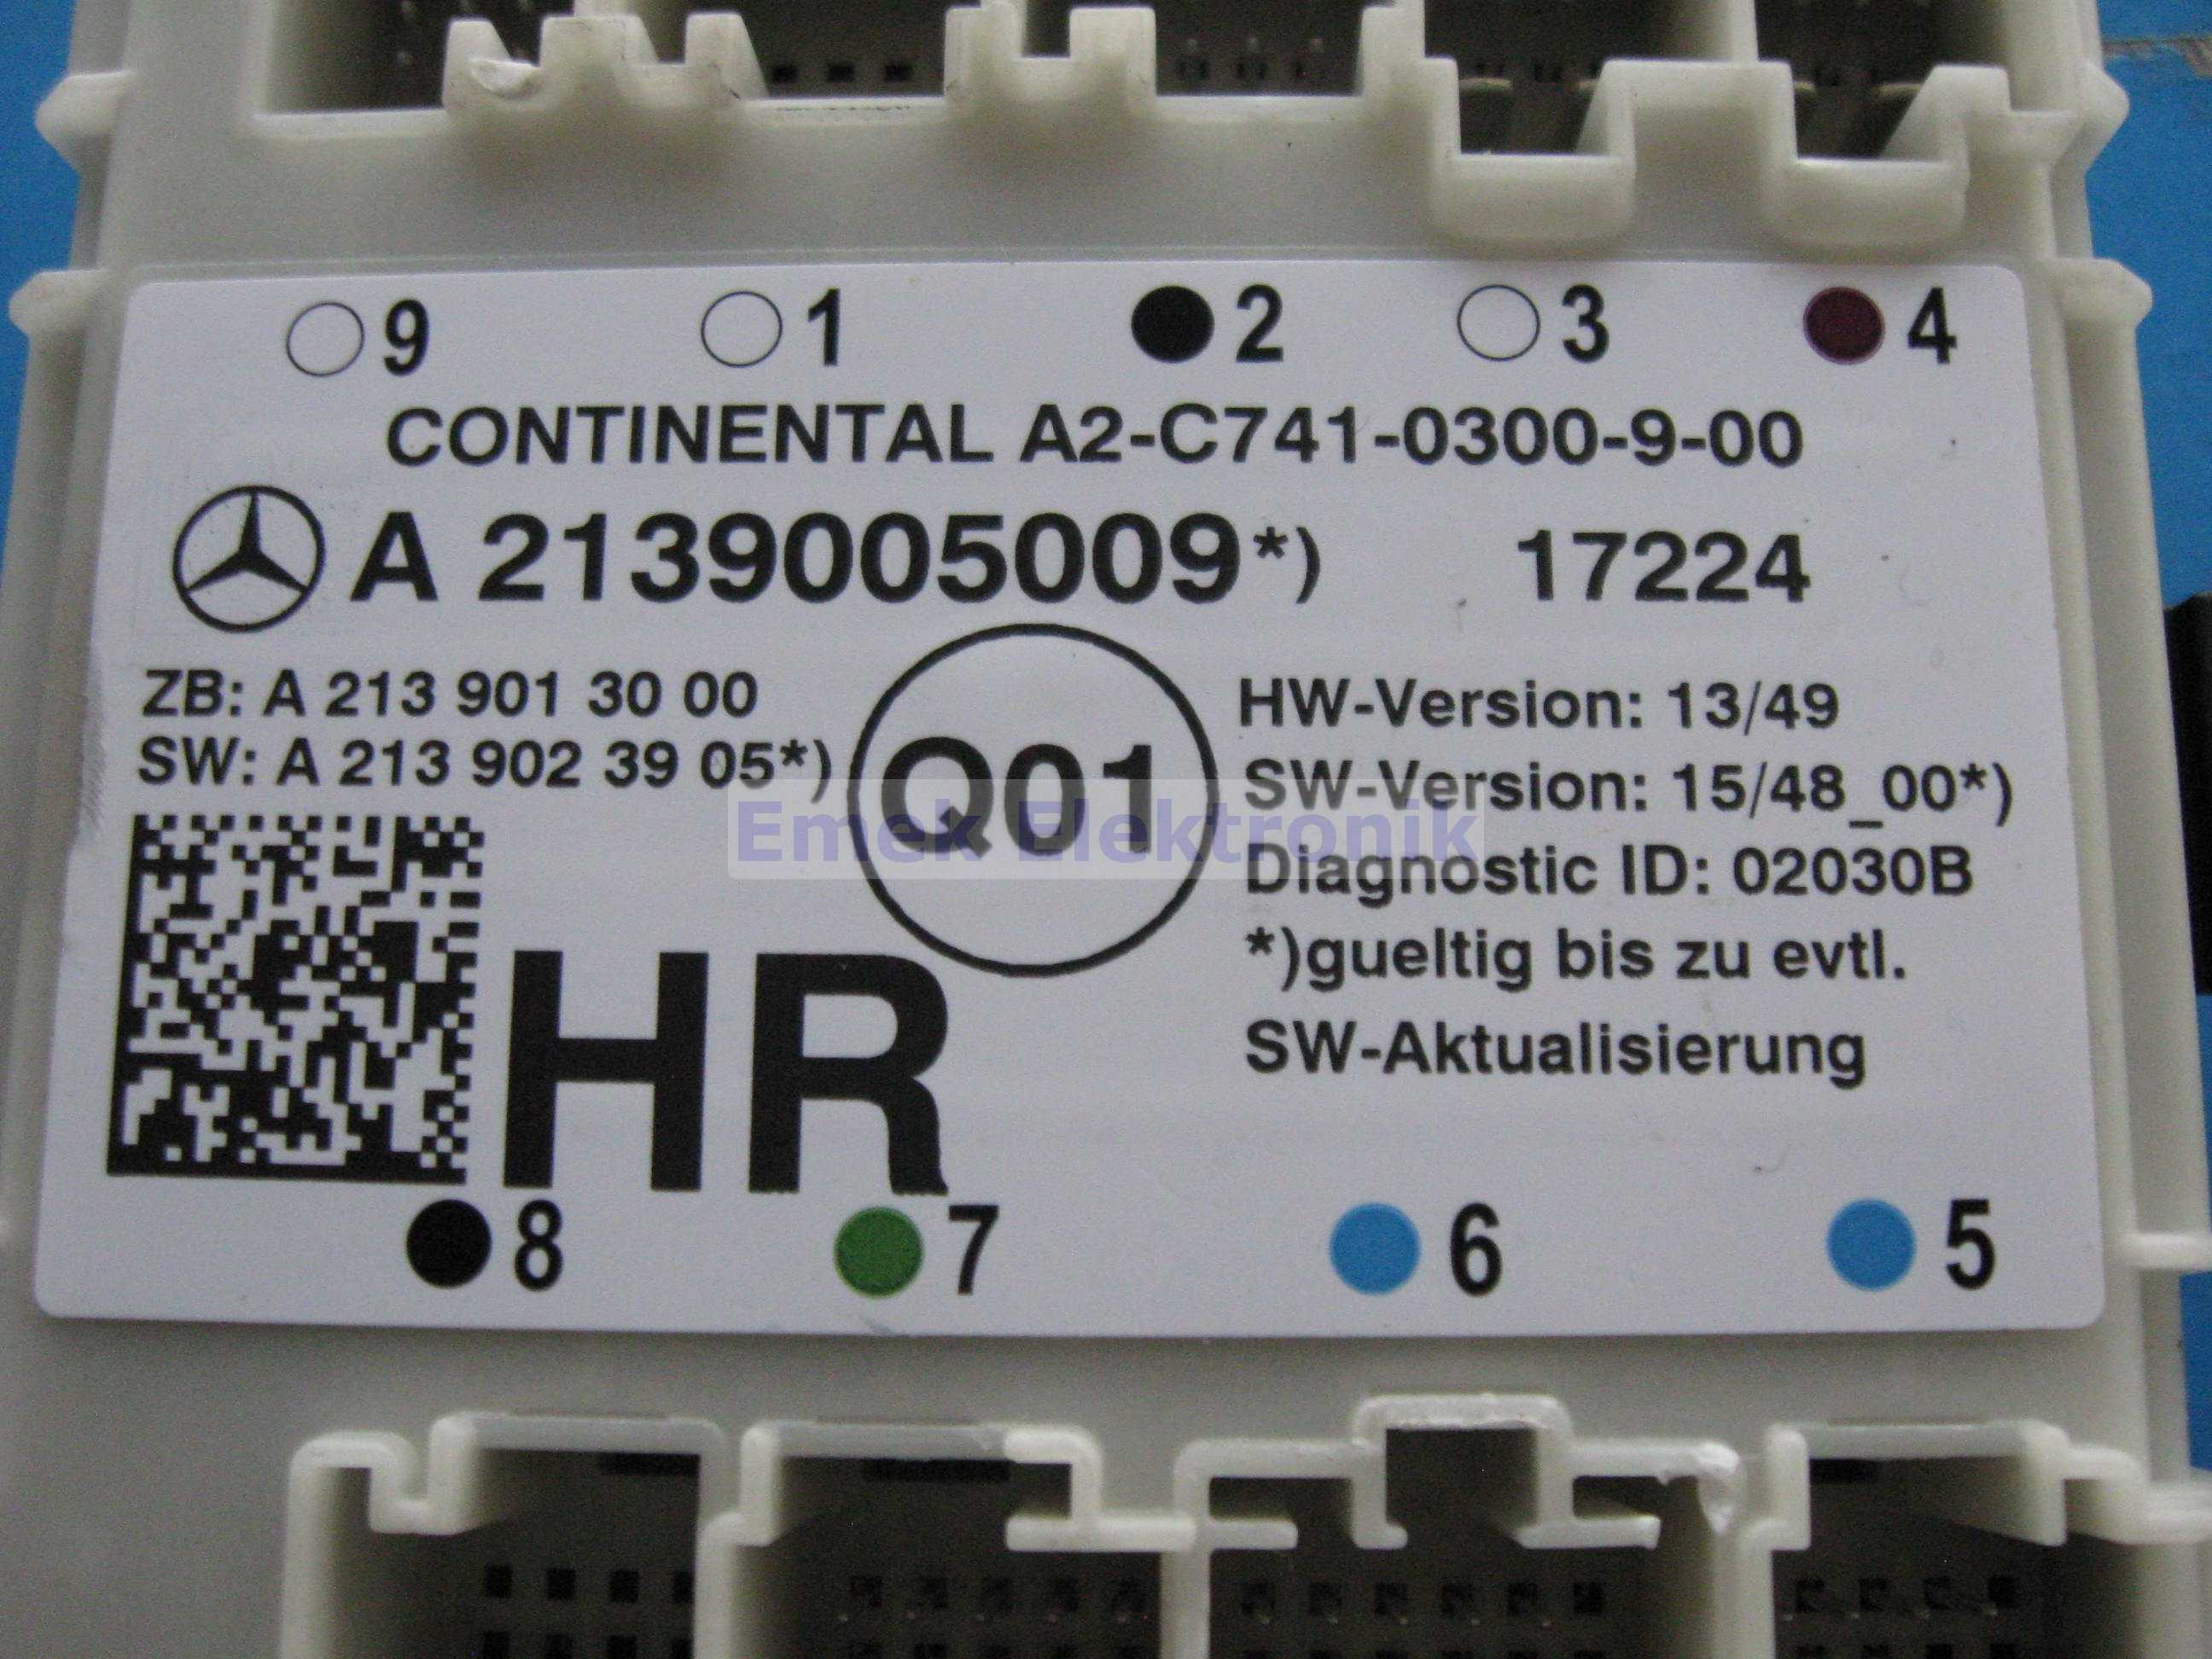 9 1 2 3 4
CONTINENTAL A2-C741-0300-9-00
A 2139005009*) 17224
ZB: A 213 901 30 00
SW: A 213 902 39 05*)
Q01
HW-Version: 13/49
SW-Version: 15/48_00*)
Diagnostic ID: 02030B
*)gueltig bis zu evtl.
SW-Aktualisierung
Emek Elektronik
HR
8 7 6 5